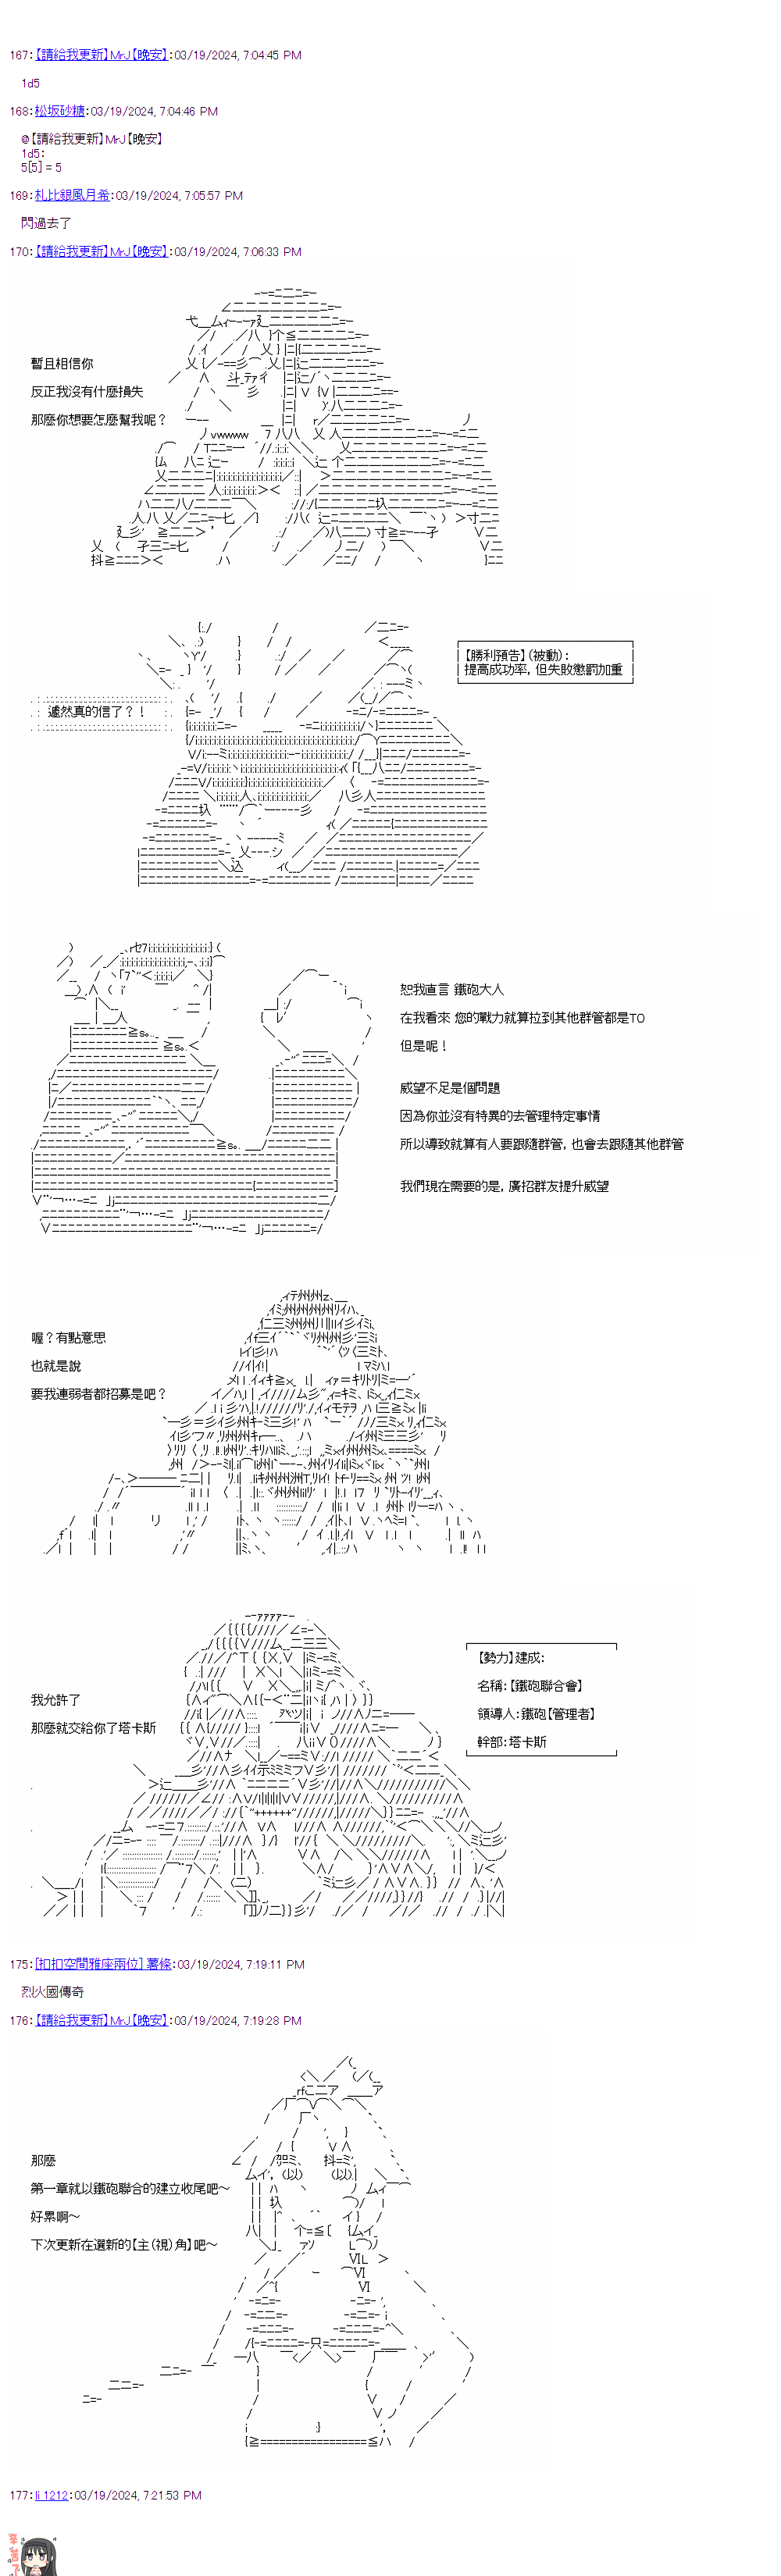 167：【請給我更新】MrJ【晚安】：03/19/2024, 7:04:45 PM
1d5
168：松坂砂糖：03/19/2024, 7:04:46 PM
@【請給我更新】MrJ【晚安】
1d5：
5[5] = 5
169：札比銀風月希：03/19/2024, 7:05:57 PM
閃過去了
170：【請給我更新】MrJ【晚安】：03/19/2024, 7:06:33 PM
暫且相信你
反正我沒有什麼損失
那麼你想要怎麼幫我呢？
【勝利預告】（被動）：
提高成功率，但失敗懲罰加重
遽然真的信了？！
恕我直言 鐵砲大人
在我看來 您的戰力就算拉到其他群管都是TO
但是呢！
威望不足是個問題
因為你並沒有特異的去管理特定事情
所以導致就算有人要跟隨群管，也會去跟隨其他群管
我們現在需要的是，廣招群友提升威望
喔？有點意思
也就是說
要我連弱者都招募是吧？
【勢力】建成：
名稱：【鐵砲聯合會】
領導人：鐵砲【管理者】
幹部：塔卡斯
我允許了
那麼就交給你了塔卡斯
175：[扣扣空間雅座兩位] 薯條：03/19/2024, 7:19:11 PM
烈火國傳奇
176：【請給我更新】MrJ【晚安】：03/19/2024, 7:19:28 PM
那麼
第一章就以鐵砲聯合的建立收尾吧～
好累啊～
下次更新在選新的【主（視）角】吧～
177：li_1212：03/19/2024, 7:21:53 PM